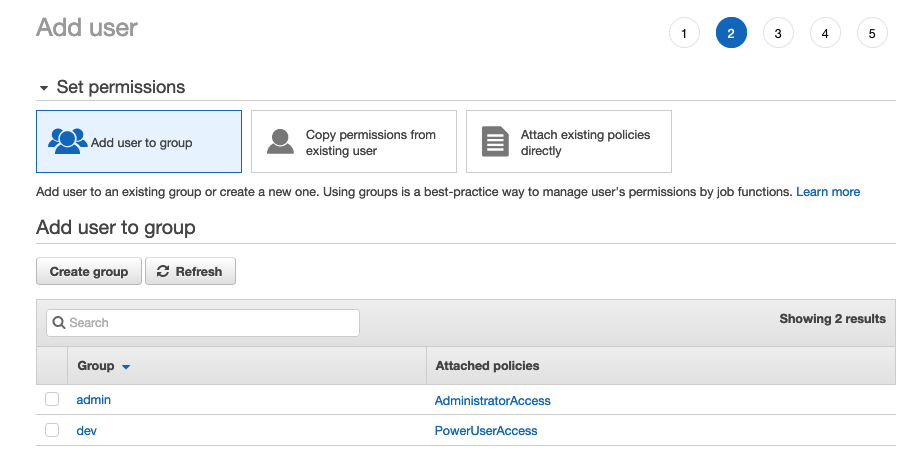 Add user
1 2 3 4 5
Set permissions
Add user to group
Copy permissions from
existing user
Attach existing policies
directly
Add user to an existing group or create a new one. Using groups is a best-practice way to manage user's permissions by job functions. Learn more
Add user to group
Create group Refresh
Search
Showing 2 results
Group Attached policies
admin AdministratorAccess
dev PowerUserAccess